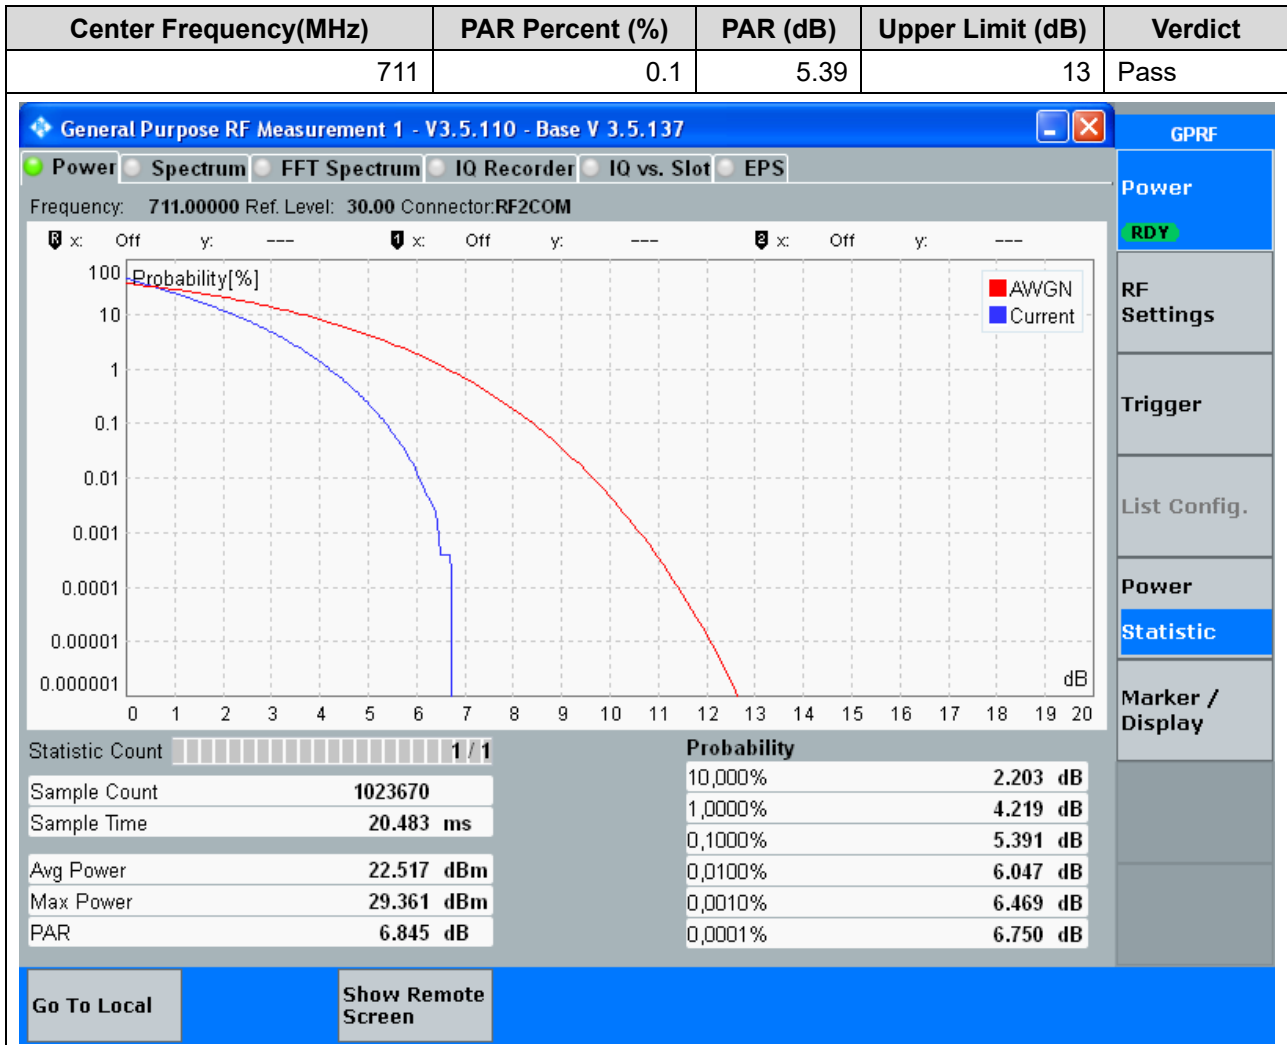 Center Frequency(MHz) PAR Percent (%) PAR (dB) Upper Limit (dB) Verdict
711 0.1 5.39 13 Pass
General Purpose RF Measurement 1 - V3.5.110 - Base V 3.5.137
GPRF
Power Spectrum FFT Spectrum IQ Recorder IQ vs. Slot EPS
Frequency: 711.00000 Ref. Level: 30.00 Connector:RF2COM
R x: Off y: --- 1 x: Off y: --- 2 x: Off y: ---
Probability[%]
AWGN
Current
100
10
1
0.1
0.01
0.001
0.0001
0.00001
0.000001
dB
0 1 2 3 4 5 6 7 8 9 10 11 12 13 14 15 16 17 18 19 20
Statistic Count 1 / 1
Sample Count 1023670
Sample Time 20.483 ms
Avg Power 22.517 dBm
Max Power 29.361 dBm
PAR 6.845 dB
Probability
10,000% 2.203 dB
1,0000% 4.219 dB
0,1000% 5.391 dB
0,0100% 6.047 dB
0,0010% 6.469 dB
0,0001% 6.750 dB
Power
RDY
RF
Settings
Trigger
List Config.
Power
Statistic
Marker /
Display
Go To Local
Show Remote
Screen